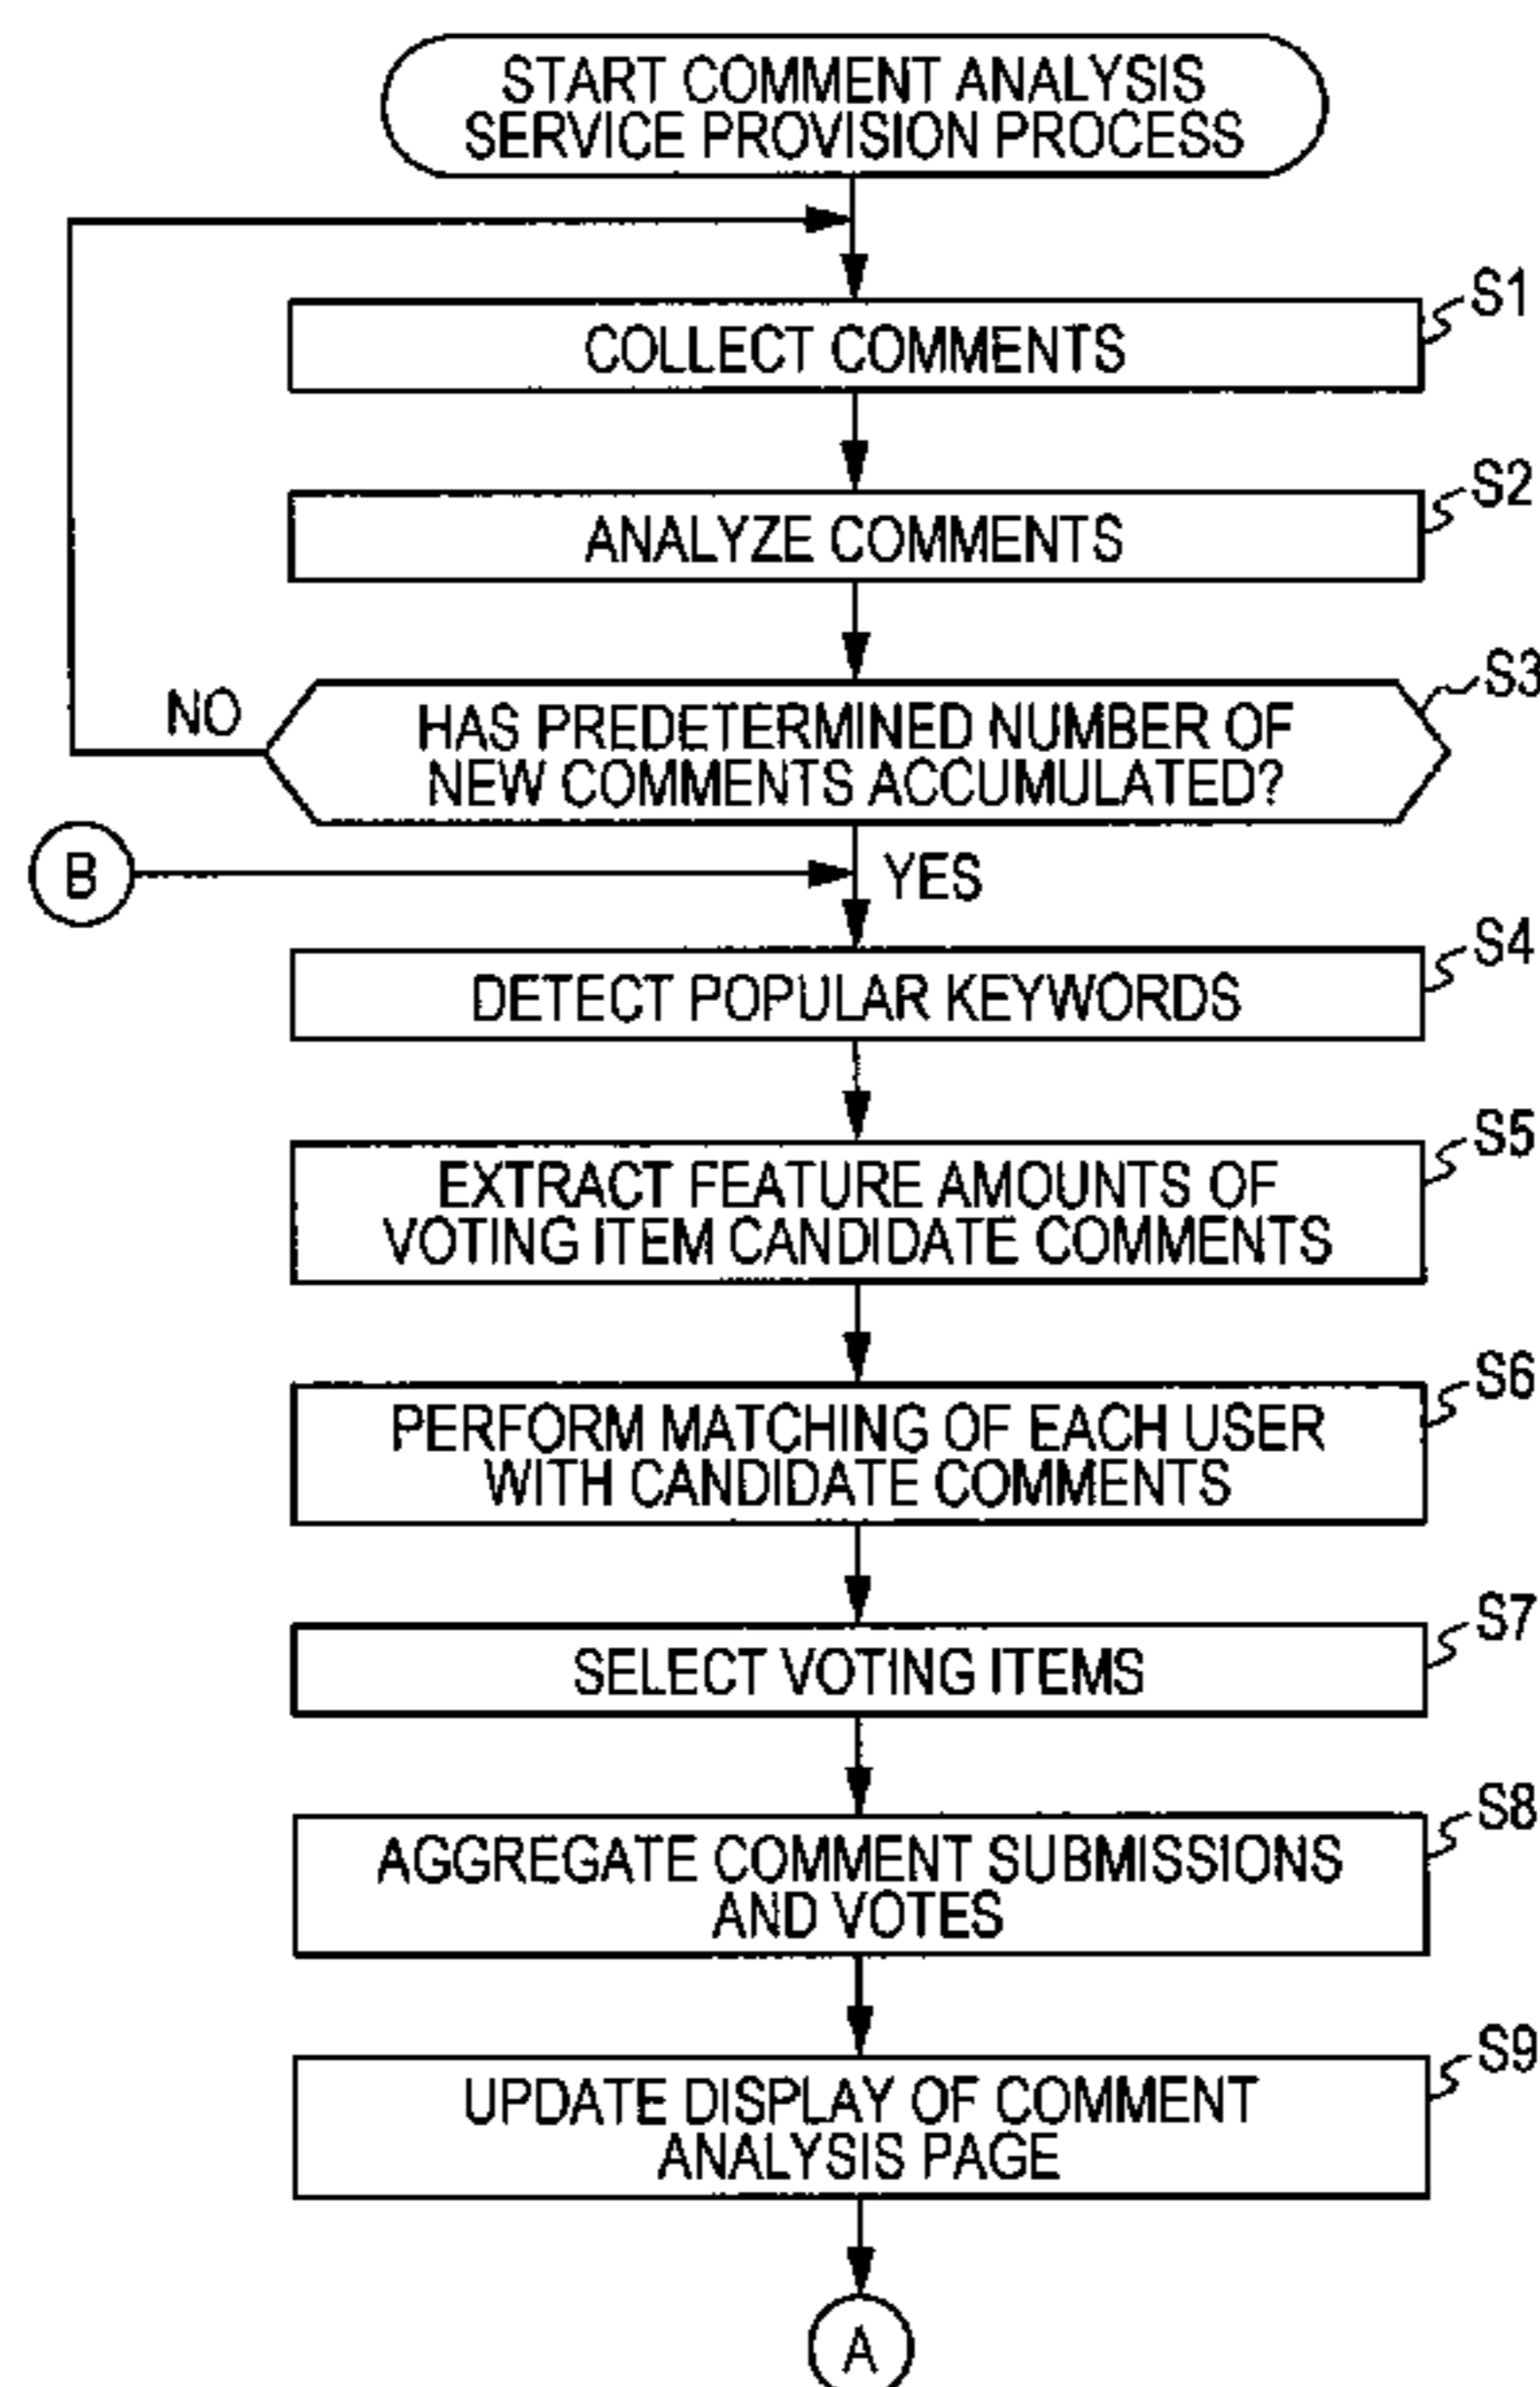 START COMMENT ANALYSIS
SERVICE PROVISION PROCESS
S1
COLLECT COMMENTS
S2
ANALYZE COMMENTS
S3
NO
HAS PREDETERMINED NUMBER OF
NEW COMMENTS ACCUMULATED?
B
YES
S4
DETECT POPULAR KEYWORDS
S5
EXTRACT FEATURE AMOUNTS OF
VOTING ITEM CANDIDATE COMMENTS
S6
PERFORM MATCHING OF EACH USER
WITH CANDIDATE COMMENTS
S7
SELECT VOTING ITEMS
S8
AGGREGATE COMMENT SUBMISSIONS
AND VOTES
S9
UPDATE DISPLAY OF COMMENT
ANALYSIS PAGE
A